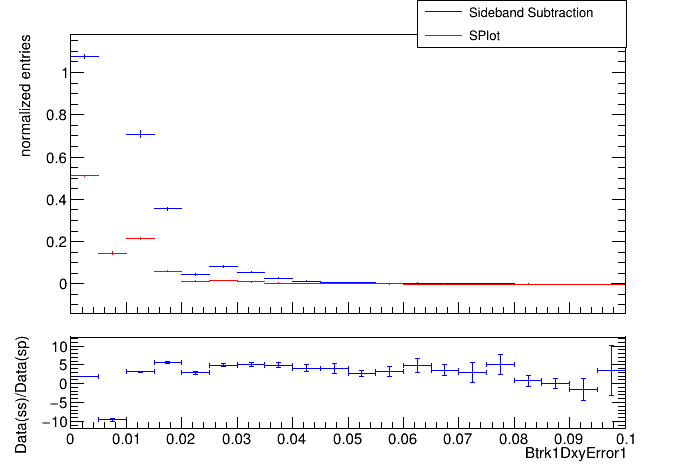 Sideband Subtraction
SPlot
normalized entries
1
0.8
0.6
0.4
0.2
0
Data(ss)/Data(sp)
10
5
0
−5
−10
0 0.01 0.02 0.03 0.04 0.05 0.06 0.07 0.08 0.09 0.1
Btrk1DxyError1